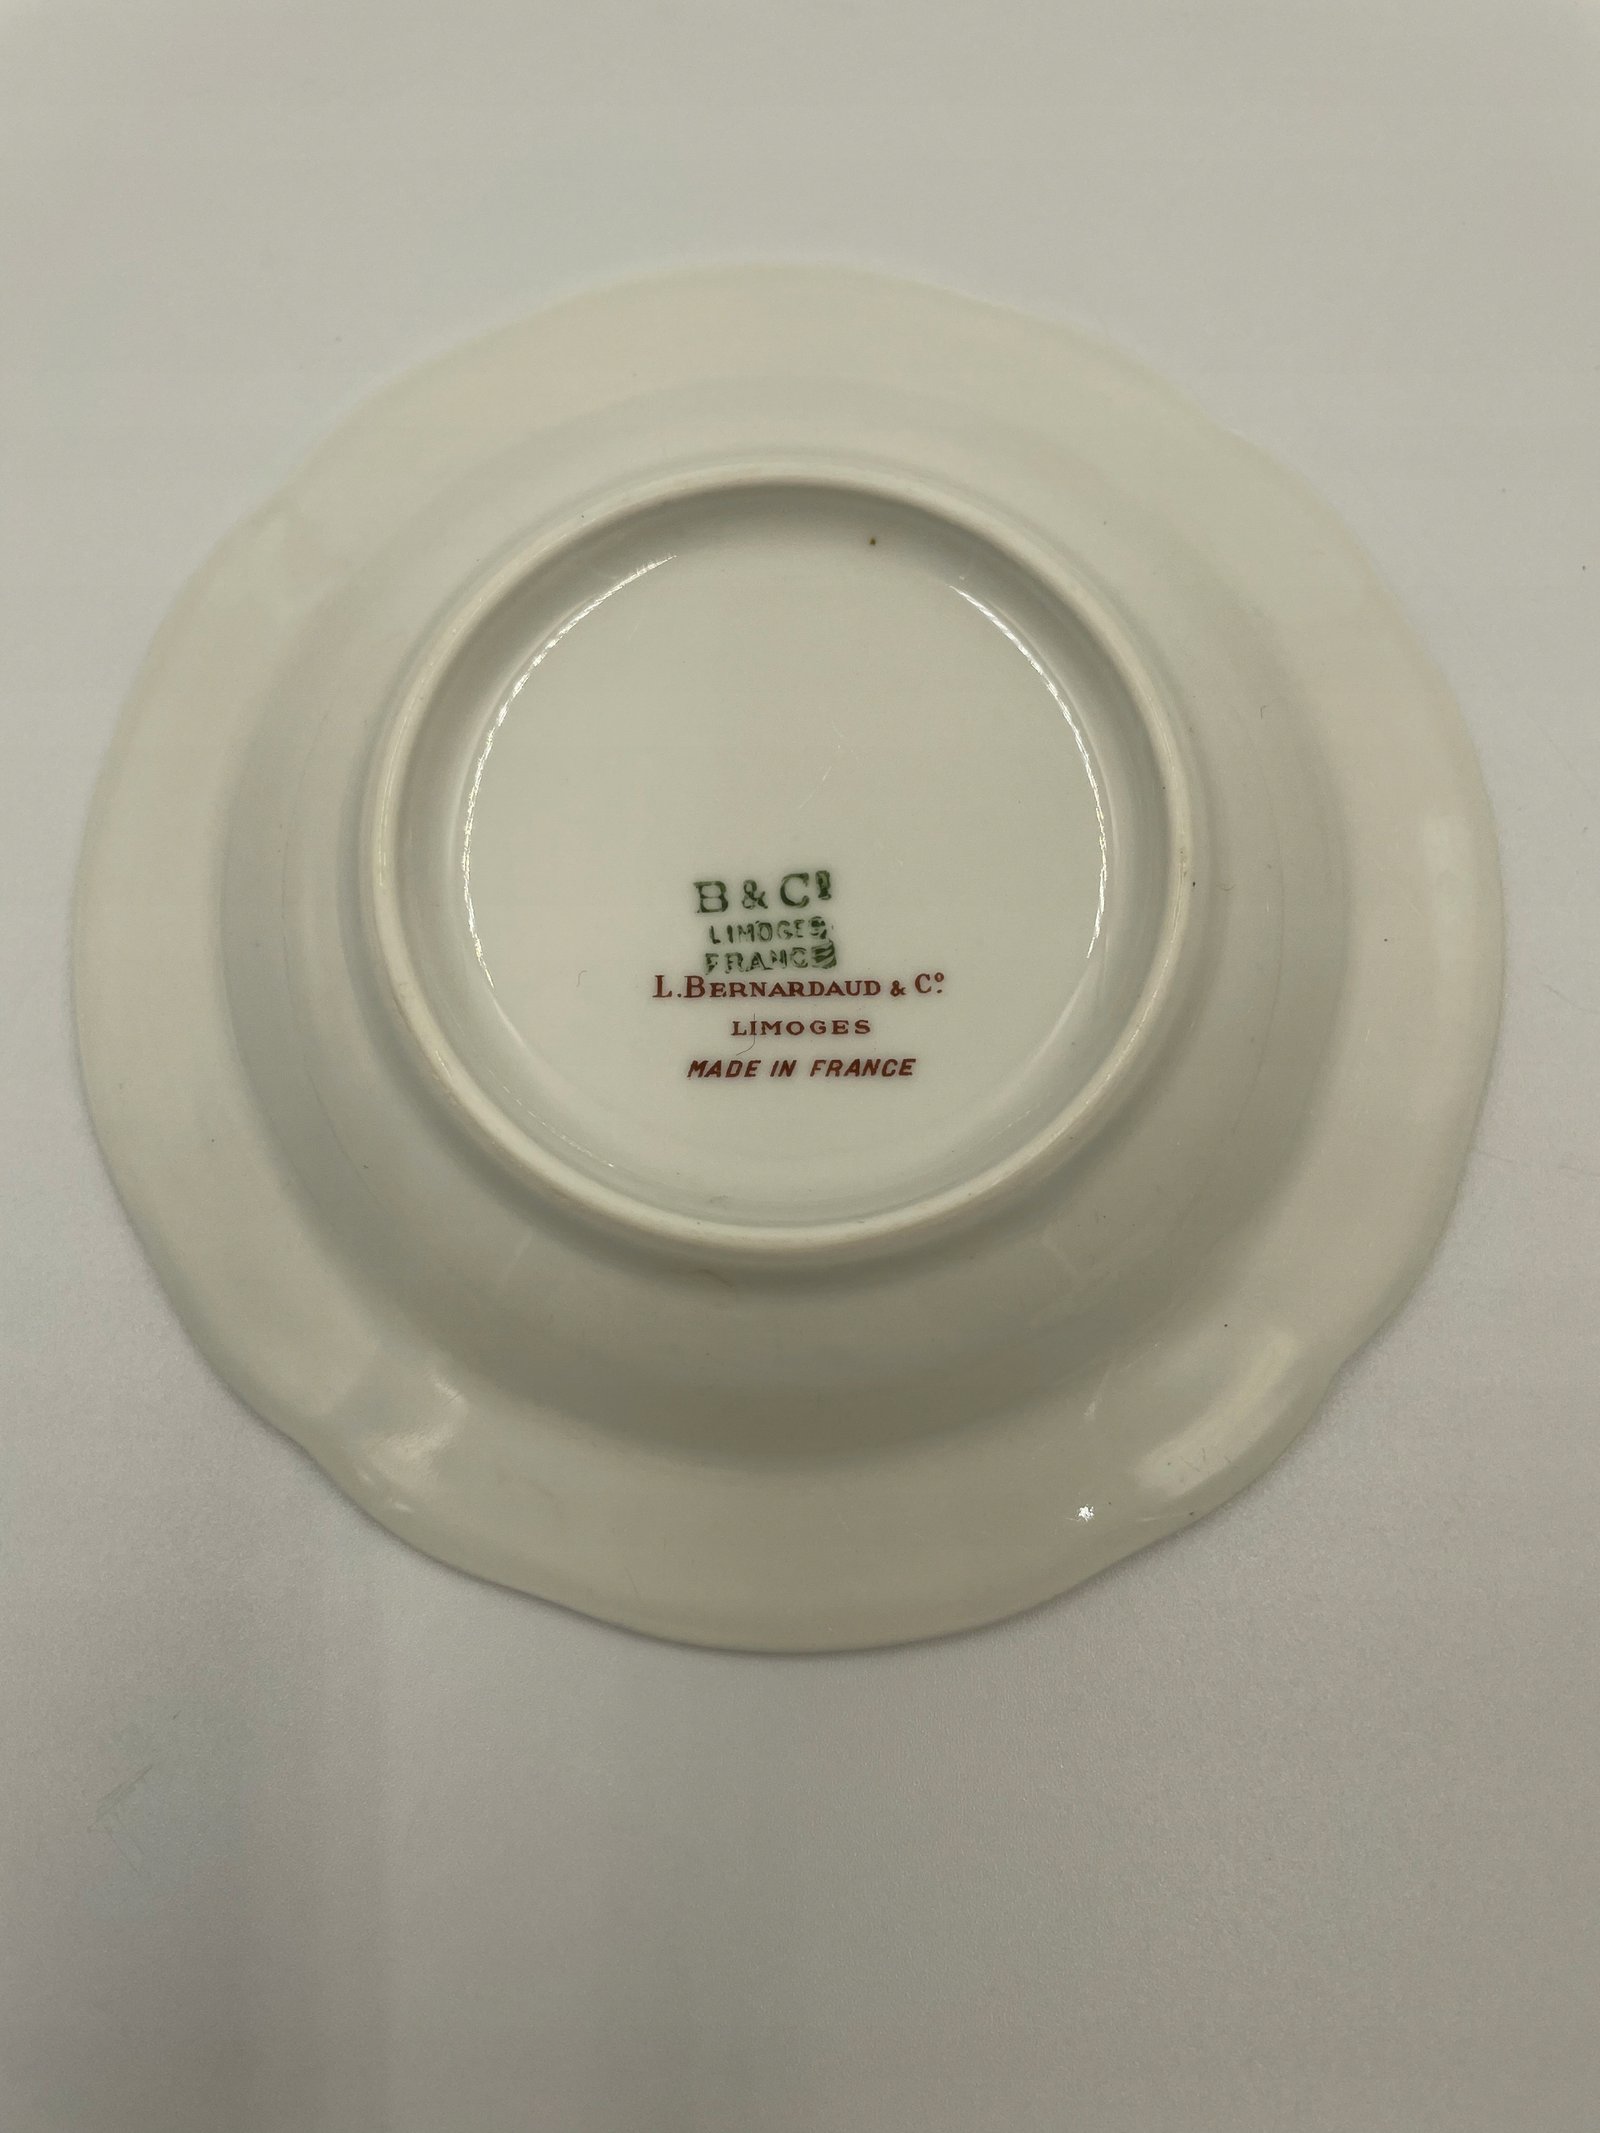 B & Cº
LIMOGES
FRANCE
L. BERNARDAUD & Cº
LIMOGES
MADE IN FRANCE